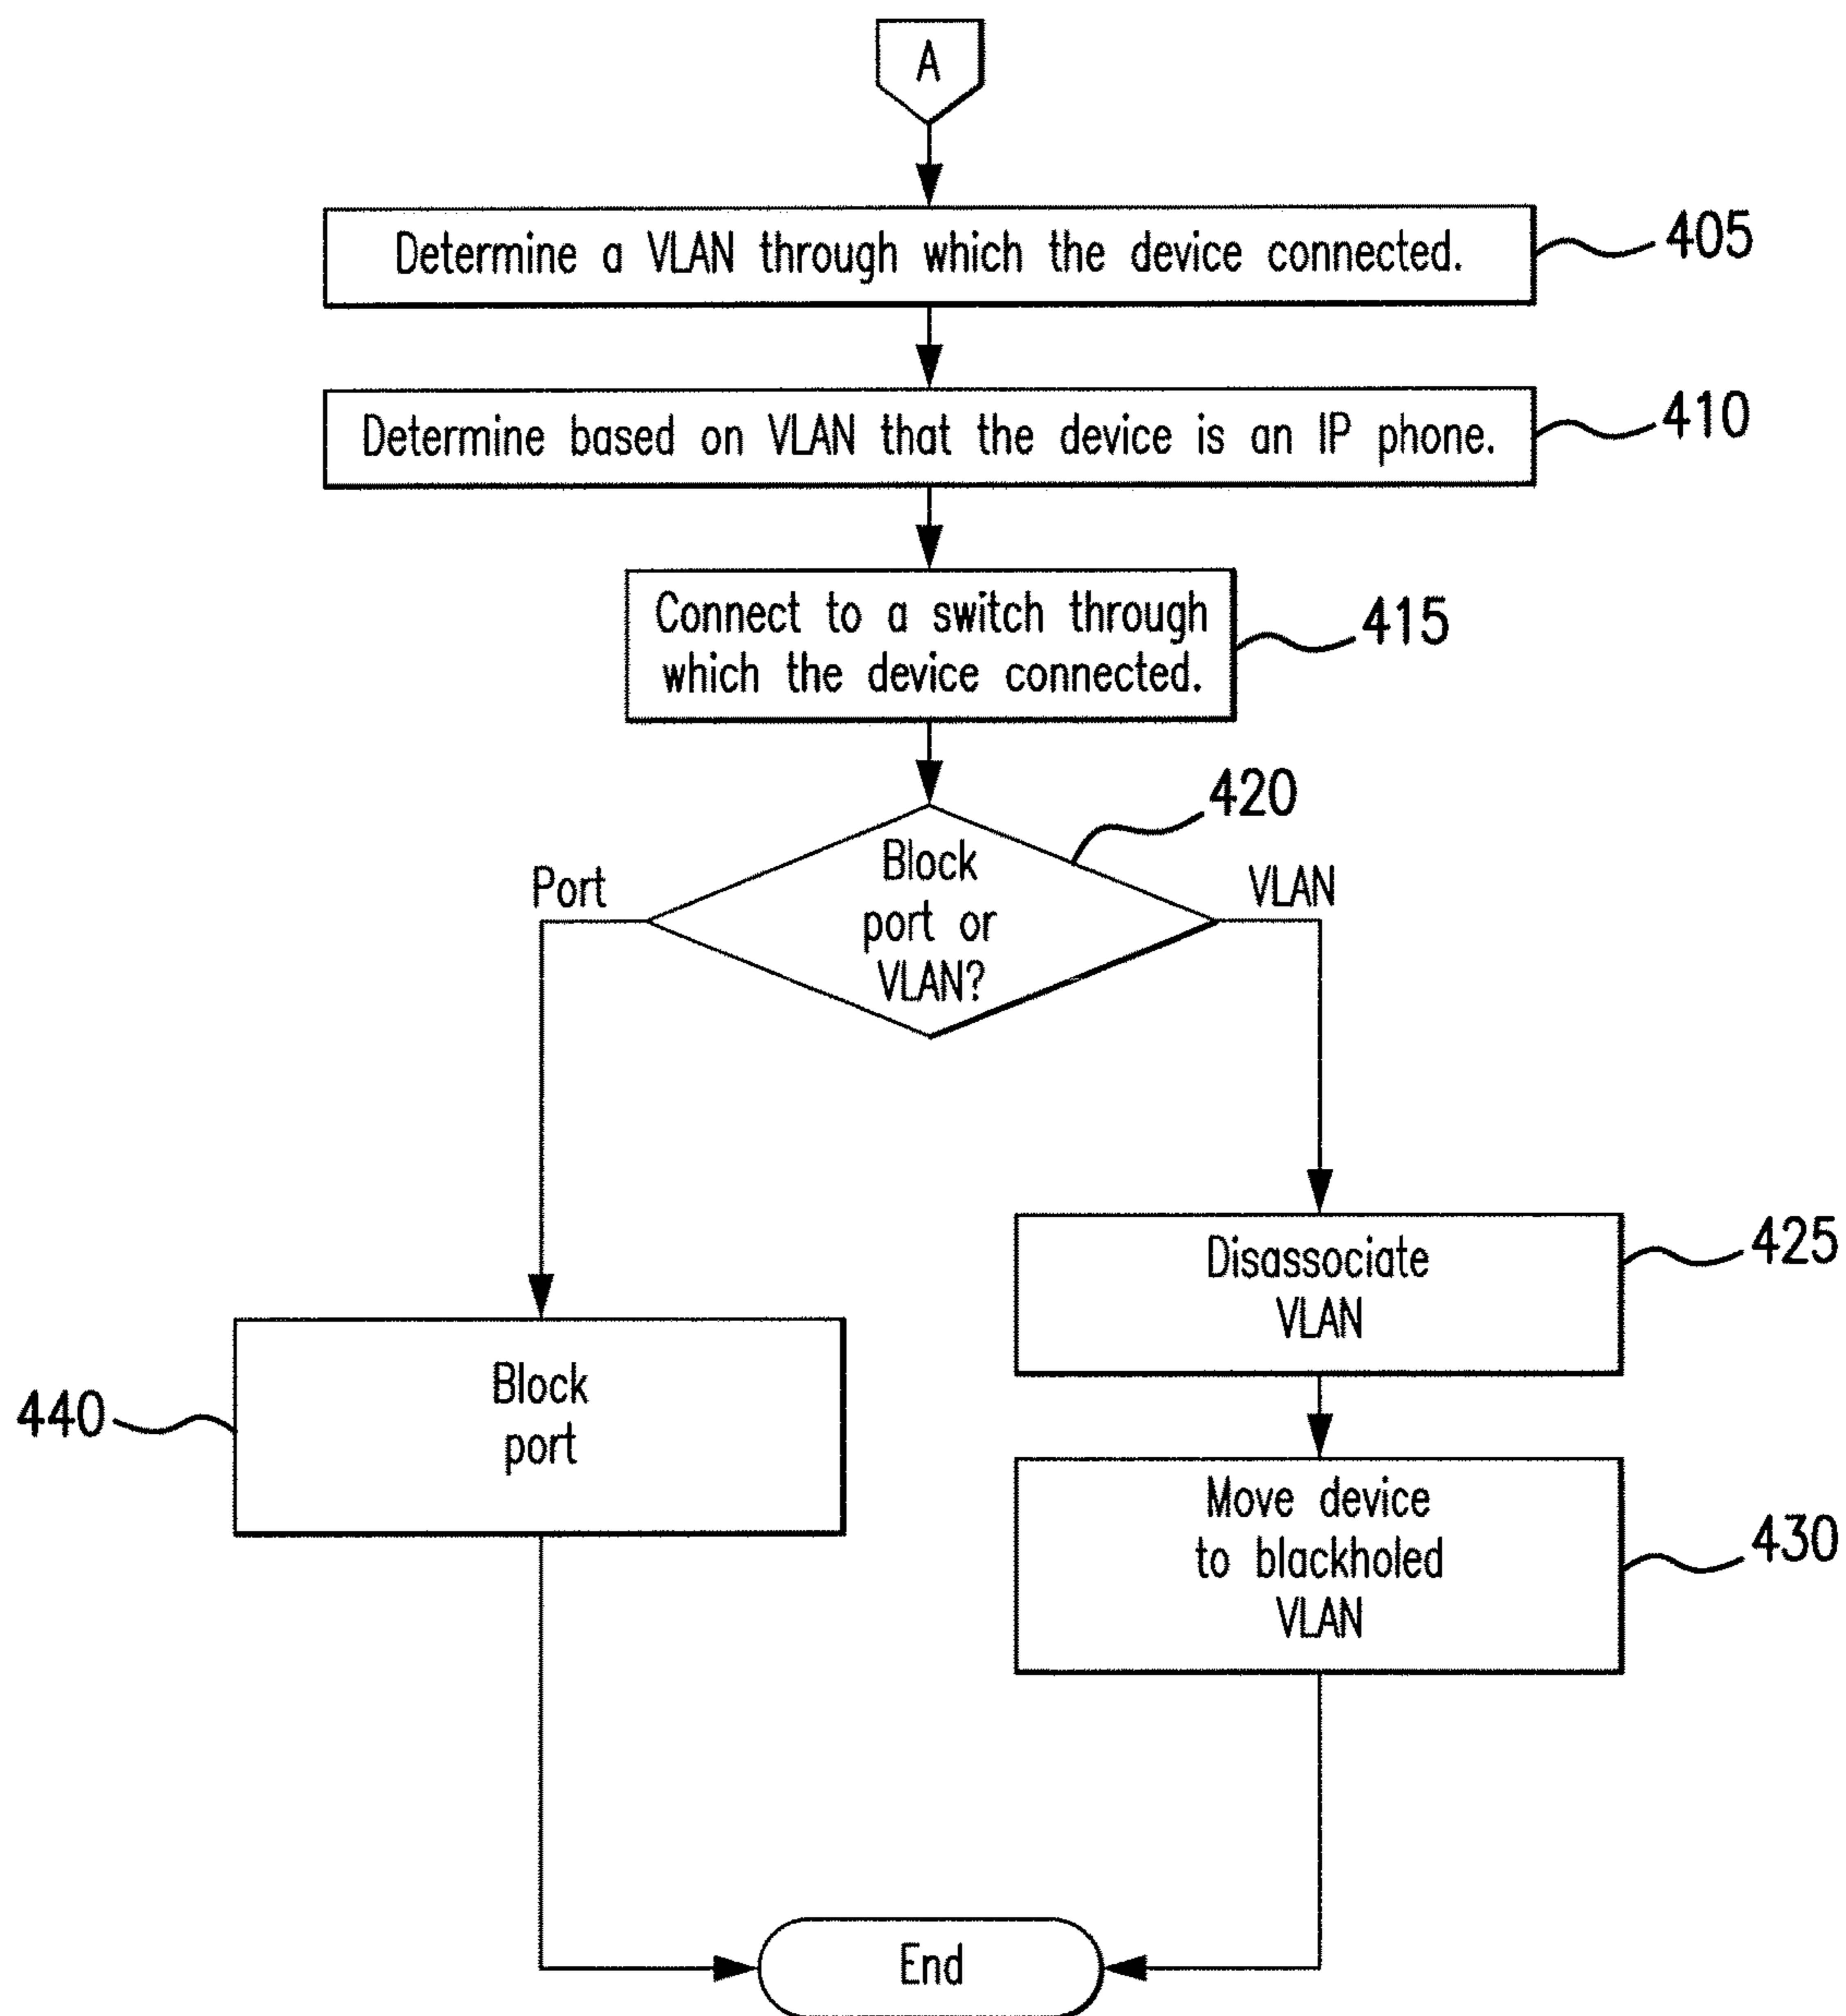 A
Determine a VLAN through which the device connected.
405
Determine based on VLAN that the device is an IP phone.
410
Connect to a switch through
which the device connected.
415
420
Block
port or
VLAN?
Port
VLAN
Disassociate
VLAN
425
Block
port
440
Move device
to blackholed
VLAN
430
End